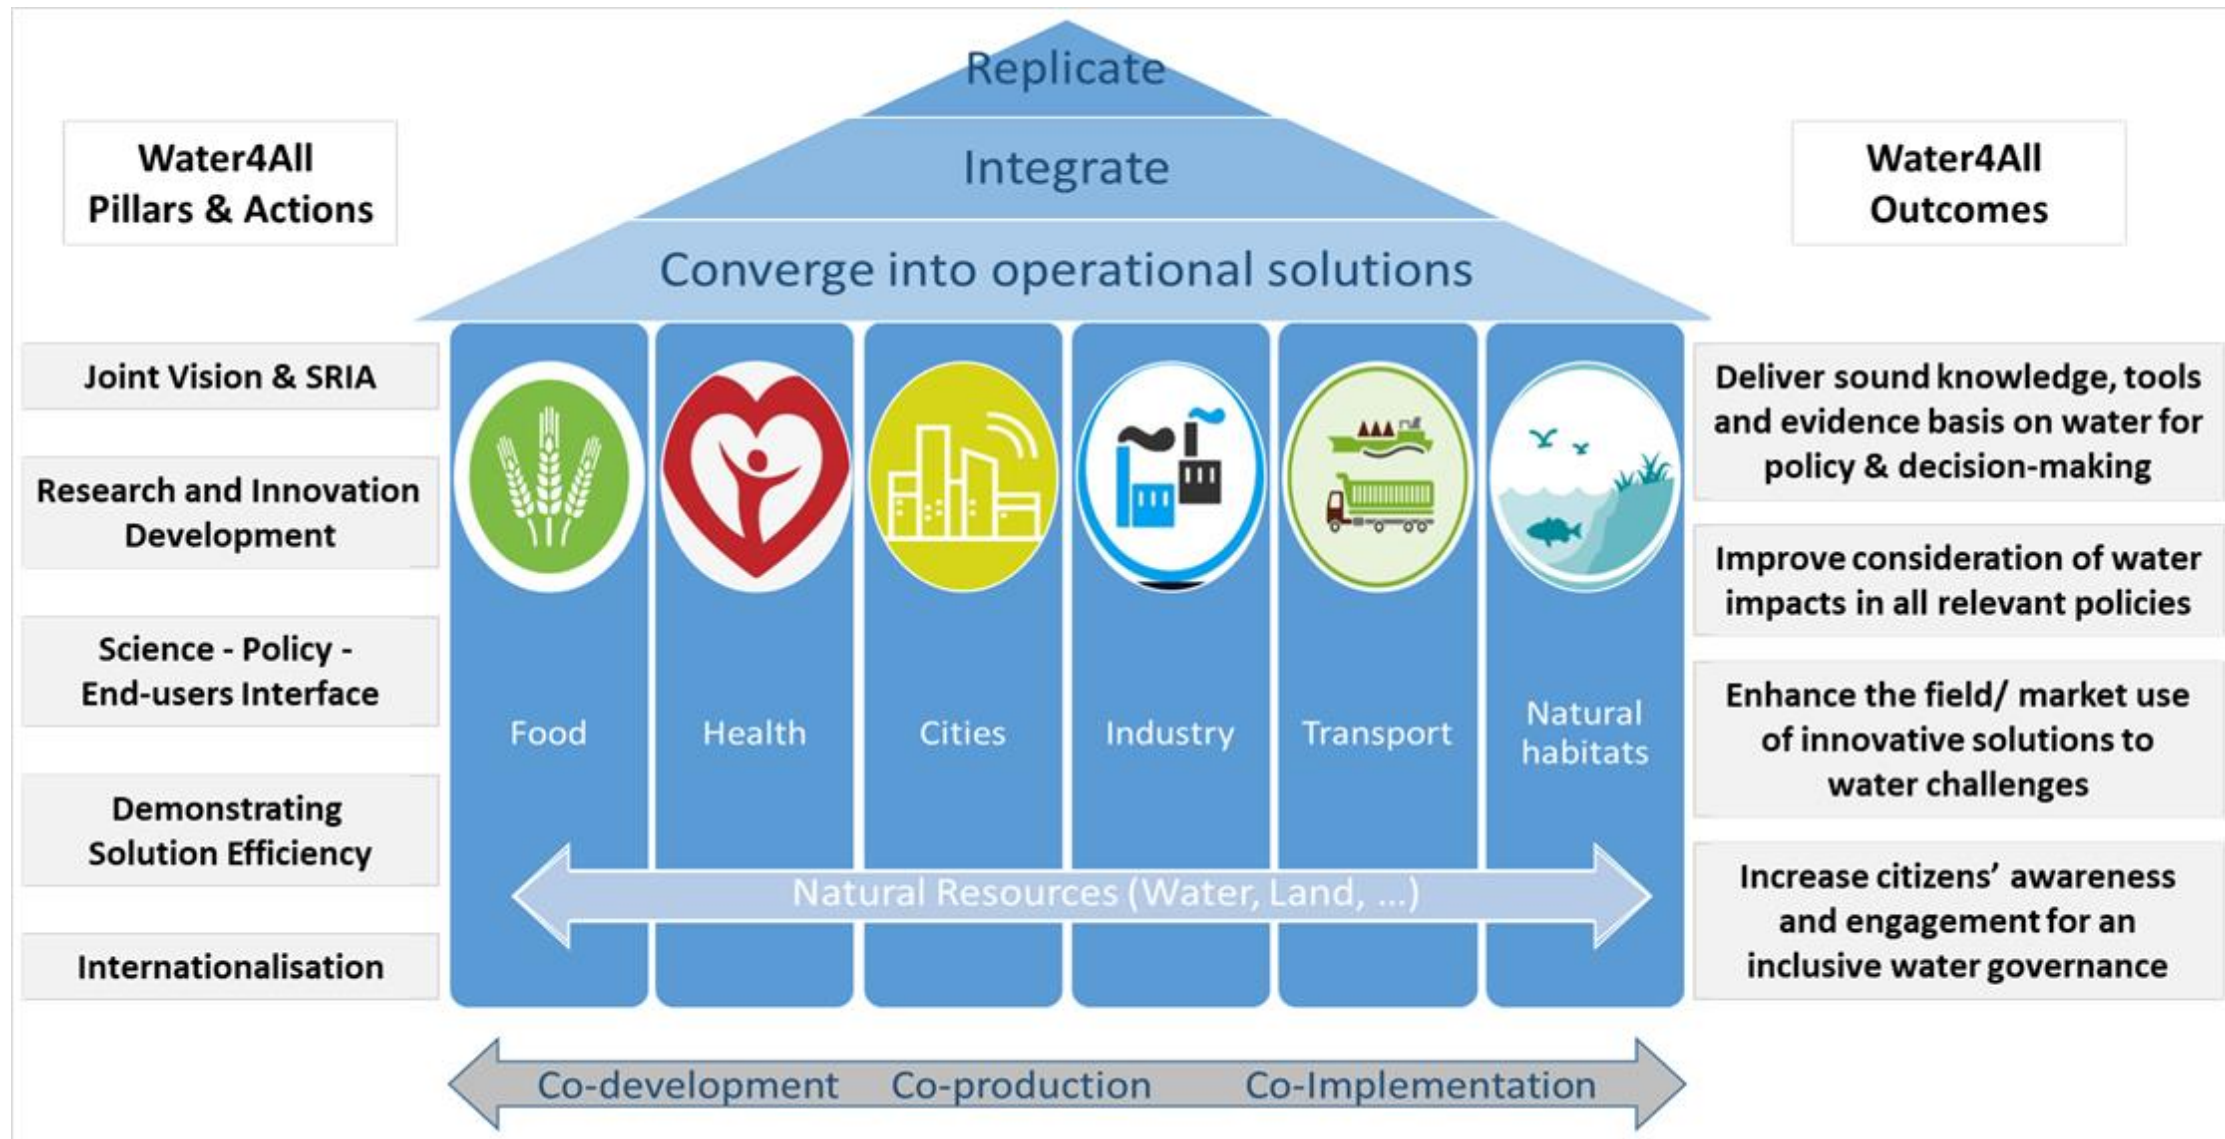 Replicate
Integrate
Converge into operational solutions
Water4All
Pillars & Actions
Joint Vision & SRIA
Research and Innovation
Development
Science - Policy -
End-users Interface
Demonstrating
Solution Efficiency
Internationalisation
Food
Health
Cities
Industry
Transport
Natural
habitats
Natural Resources (Water, Land, ...)
Co-development Co-production Co-Implementation
Water4All
Outcomes
Deliver sound knowledge, tools
and evidence basis on water for
policy & decision-making
Improve consideration of water
impacts in all relevant policies
Enhance the field/ market use
of innovative solutions to
water challenges
Increase citizens’ awareness
and engagement for an
inclusive water governance